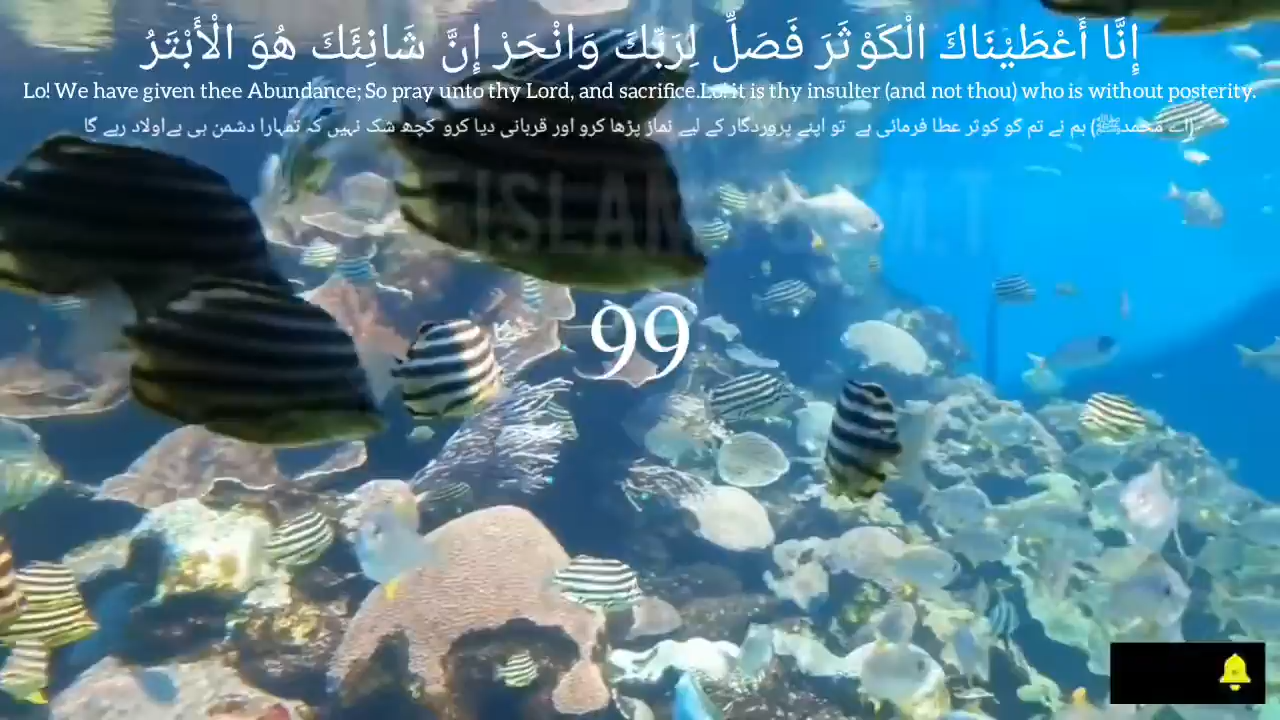 إِنَّا أَعْطَيْنَاكَ الْكَوْثَرَ فَصَلِّ لِرَبِّكَ وَانْحَرْ إِنَّ شَانِئَكَ هُوَ الْأَبْتَرُ
Lo! We have given thee Abundance; So pray unto thy Lord, and sacrifice.Lo! it is thy insulter (and not thou) who is without posterity.
(اے محمدﷺ) ہم نے تم کو کوثر عطا فرمائی ہے تو اپنے پروردگار کے لیے نماز پڑھا کرو اور قربانی دیا کرو کچھ شک نہیں کہ تمہارا دشمن ہی بےاولاد رہے گا
99